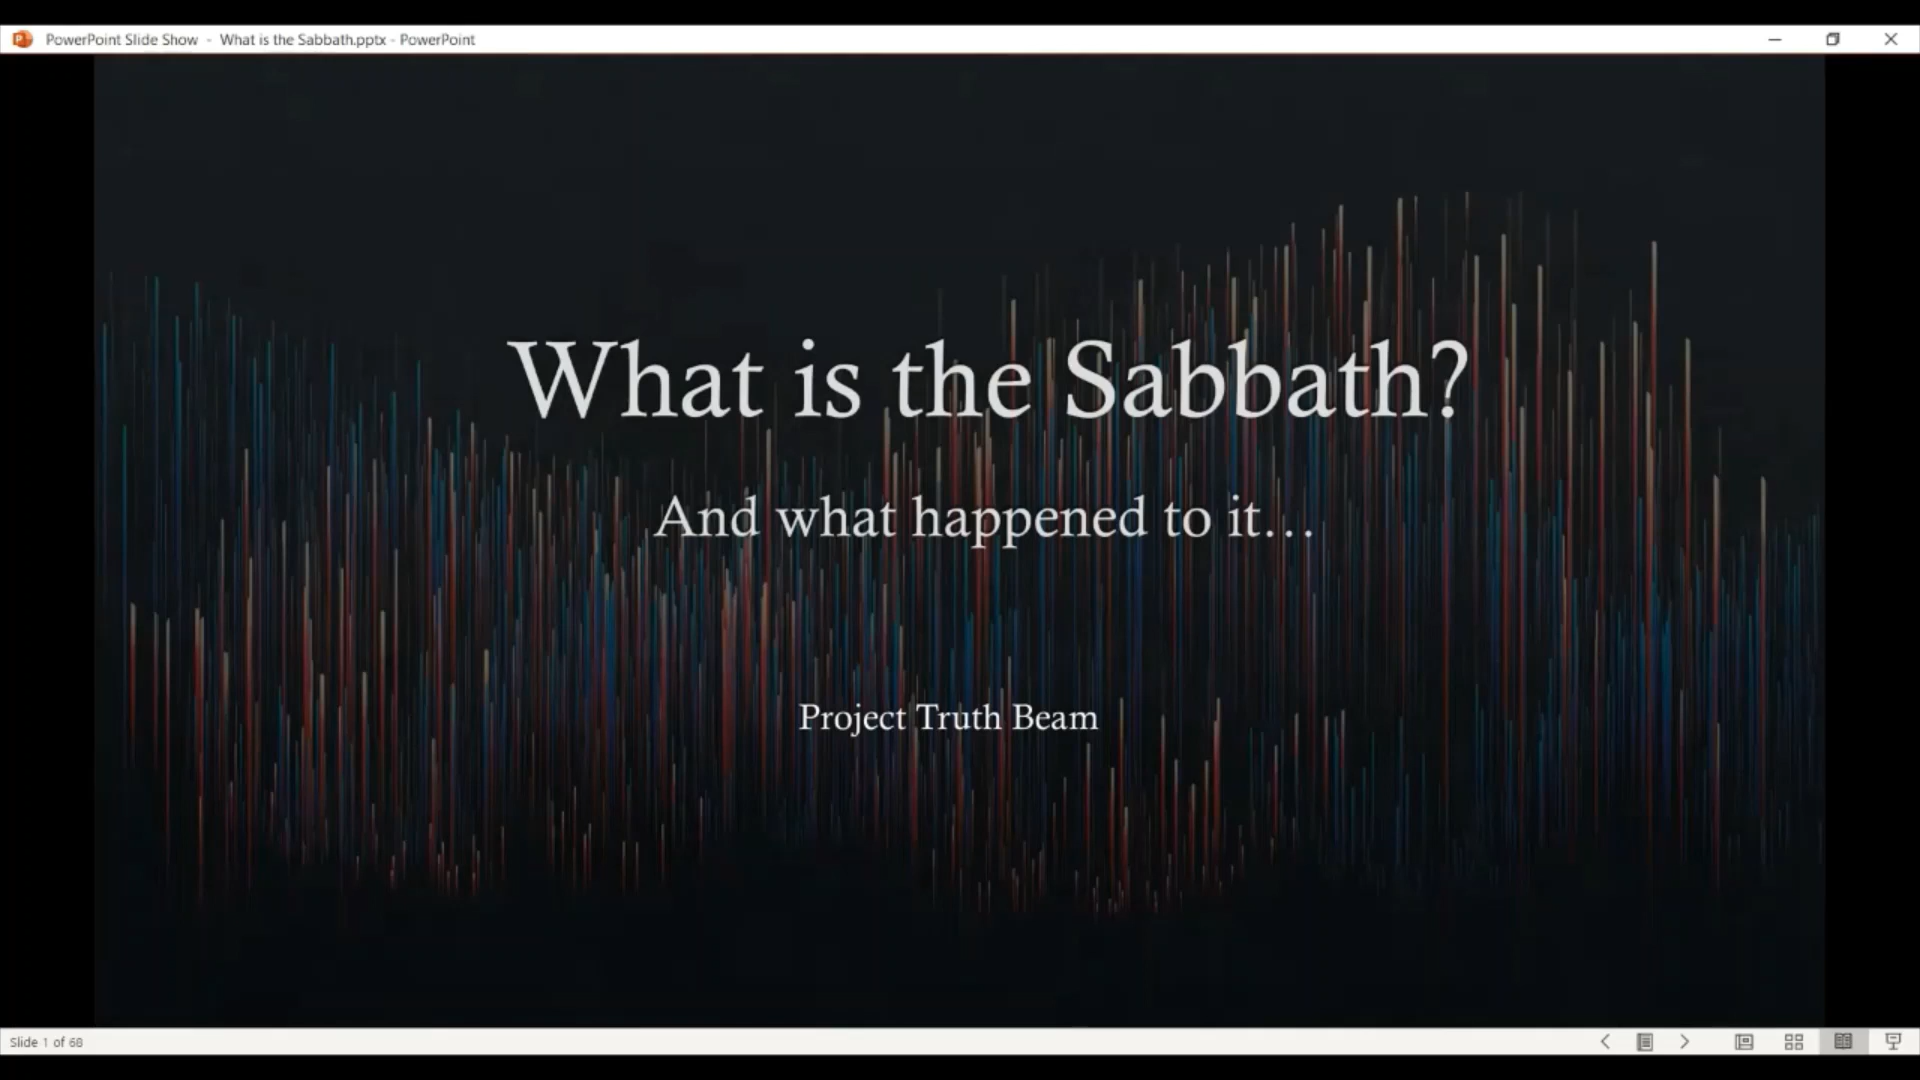 PowerPoint Slide Show - What is the Sabbath.pptx - PowerPoint
What is the Sabbath?
And what happened to it...
Project Truth Beam
Slide 1 of 68